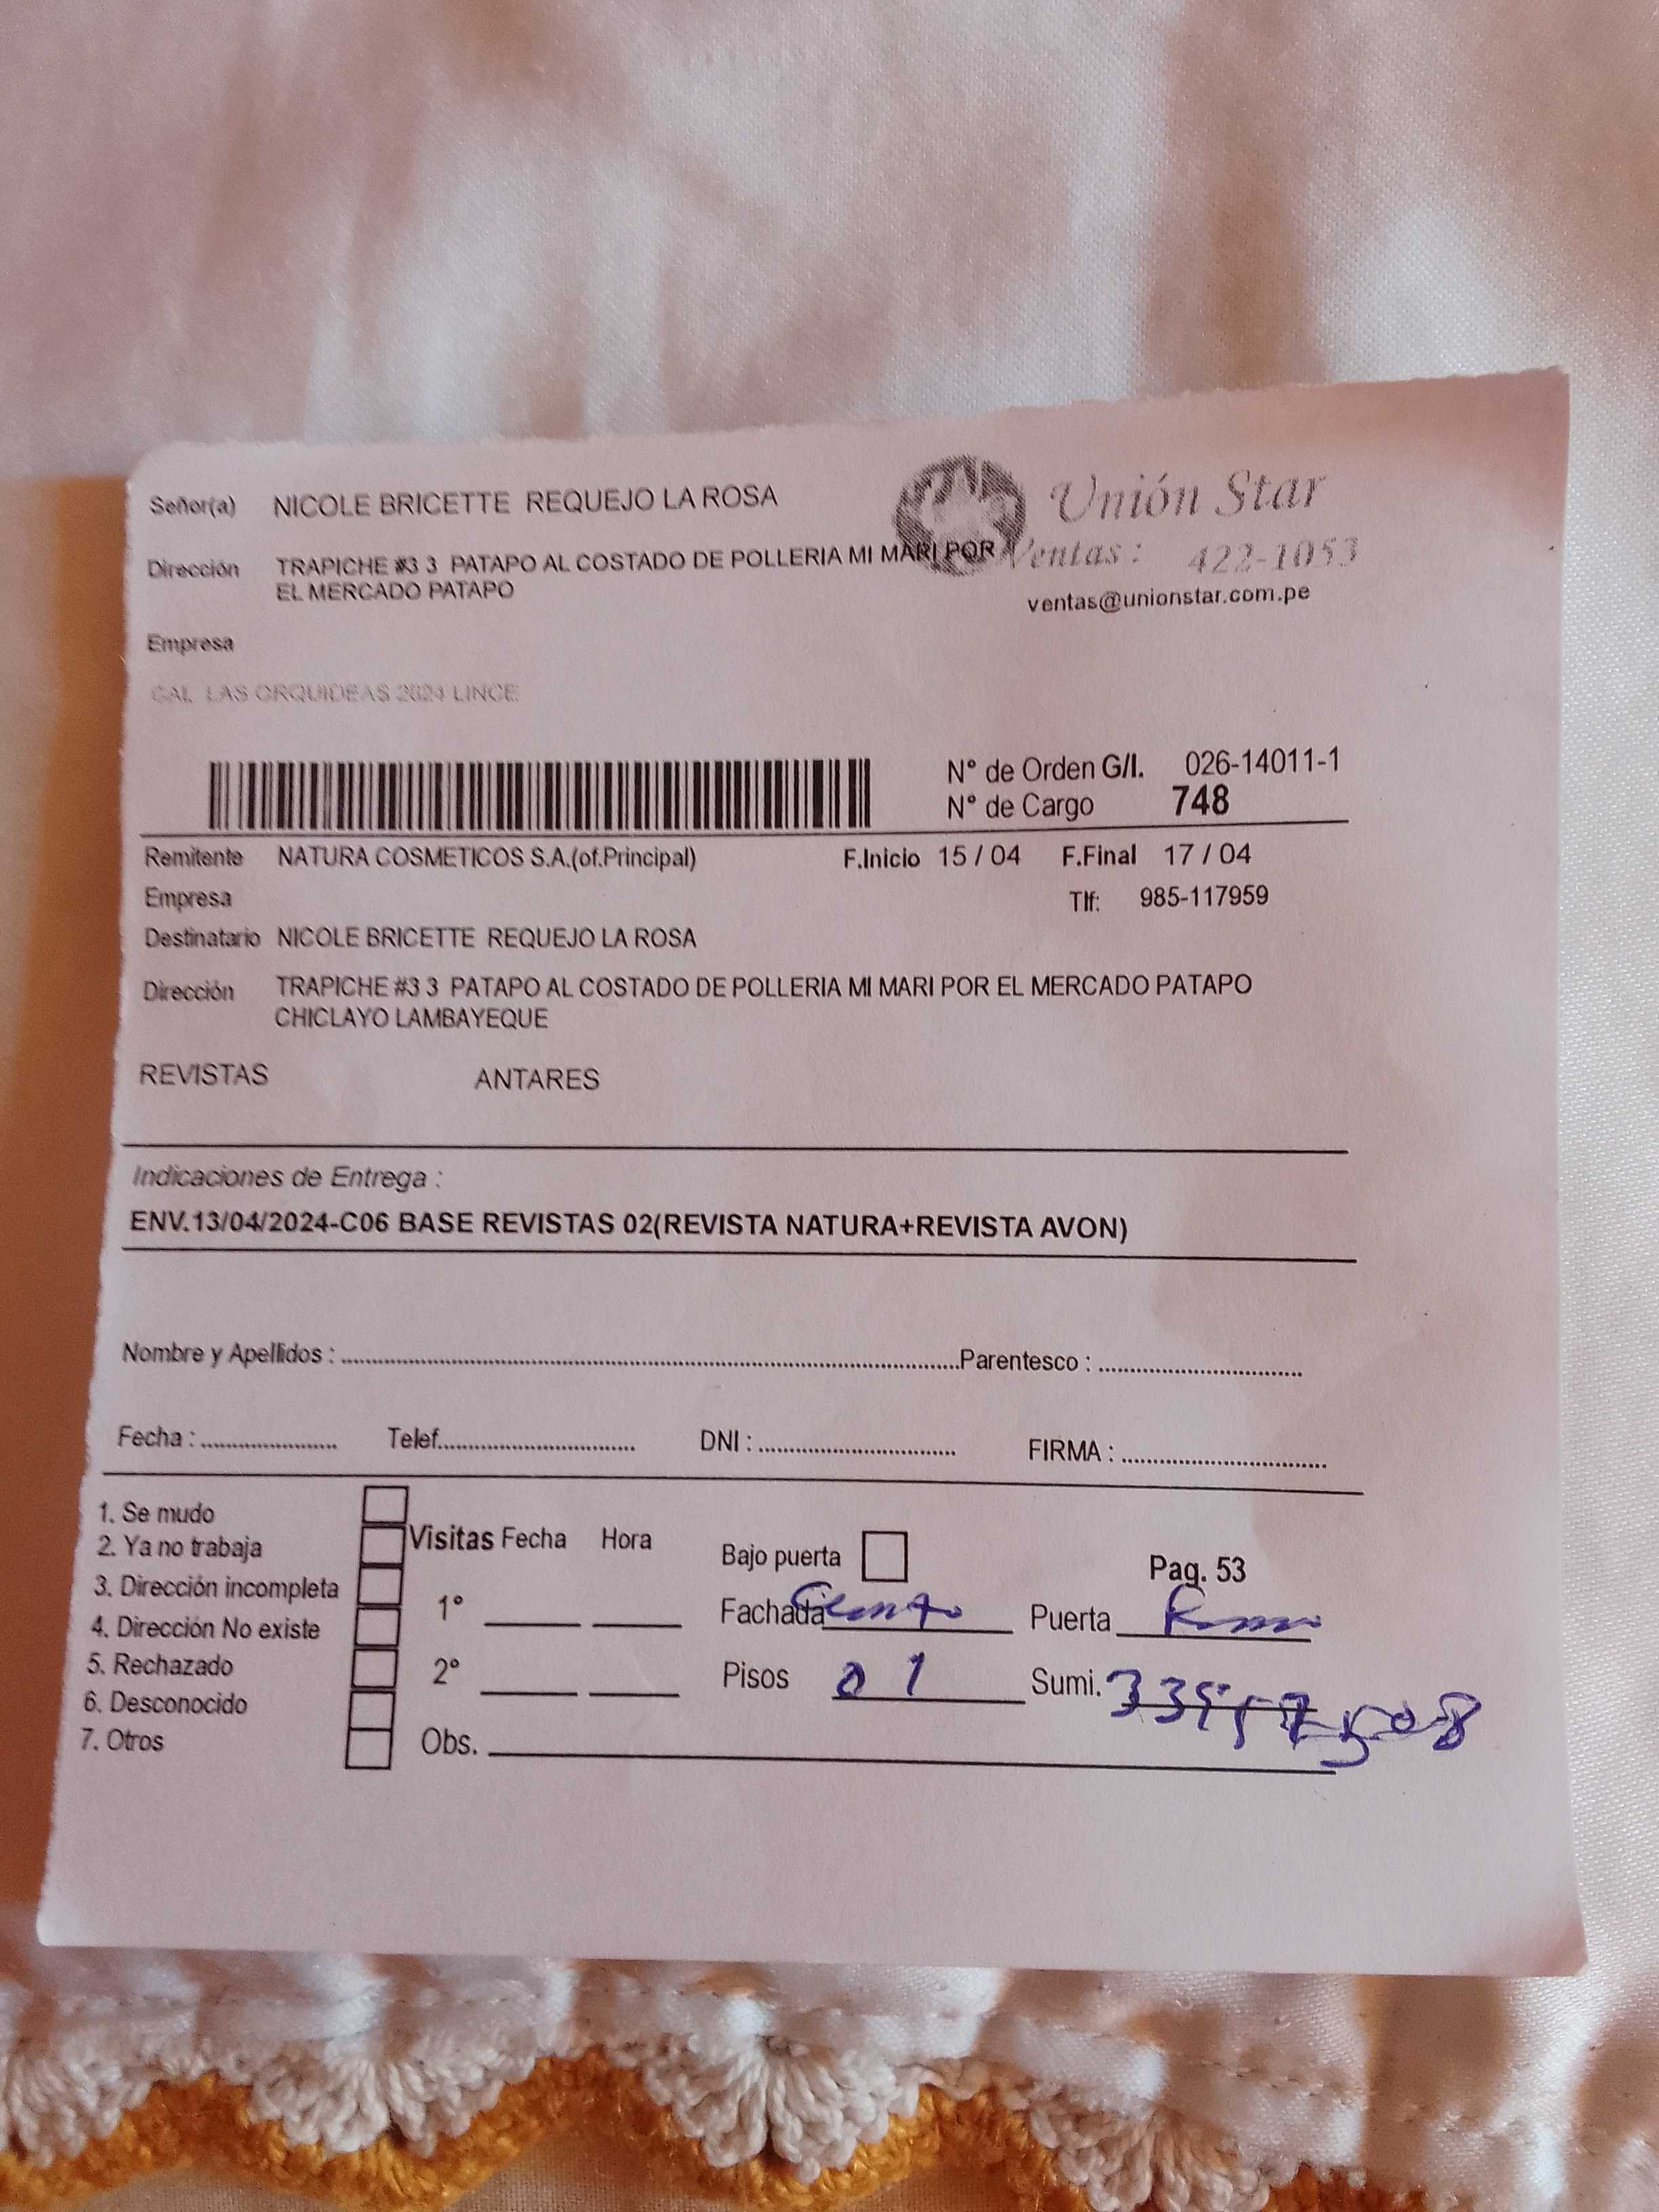 Señor(a) NICOLE BRICETTE REQUEJO LA ROSA
Unión Star
Dirección TRAPICHE #3 3 PATAPO AL COSTADO DE POLLERIA MI MARI POR
EL MERCADO PATAPO
Ventas: 422-1053
ventas@unionstar.com.pe
Empresa
CAL LAS ORQUIDEAS 2624 LINCE
N° de Orden G/I. 026-14011-1
N° de Cargo 748
Remitente NATURA COSMETICOS S.A.(of.Principal) F.Inicio 15 / 04 F.Final 17 / 04
Empresa Tlf: 985-117959
Destinatario NICOLE BRICETTE REQUEJO LA ROSA
Dirección TRAPICHE #3 3 PATAPO AL COSTADO DE POLLERIA MI MARI POR EL MERCADO PATAPO
CHICLAYO LAMBAYEQUE
REVISTAS ANTARES
Indicaciones de Entrega :
ENV.13/04/2024-C06 BASE REVISTAS 02(REVISTA NATURA+REVISTA AVON)
Nombre y Apellidos : Parentesco :
Fecha : Telef. DNI : FIRMA :
1. Se mudo
2. Ya no trabaja
3. Dirección incompleta
4. Dirección No existe
5. Rechazado
6. Desconocido
7. Otros
Visitas Fecha Hora
1°
2°
Obs.
Bajo puerta
Pag. 53
Fachada Puerta
Pisos 01 Sumi.